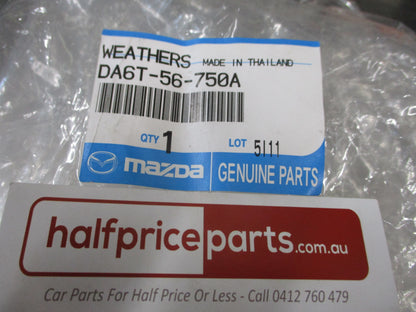 WEATHERS MADE IN THAILAND
DA6T-56-750A
QTY 1 LOT 5I11
mazda GENUINE PARTS
halfpriceparts.com.au
Car Parts For Half Price Or Less - Call 0412 760 479